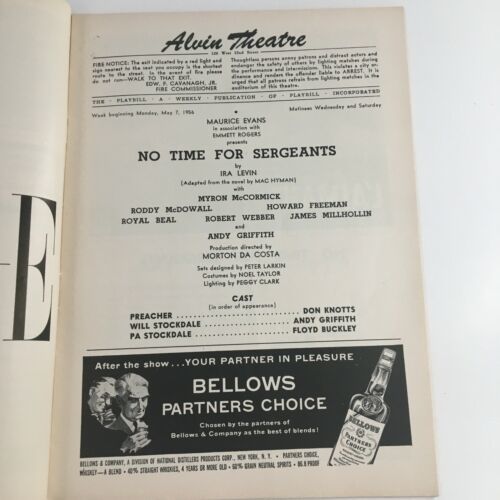 Alvin Theatre
FIRE NOTICE: The exit indicated by a red light and
sign nearest to the seat you occupy is the shortest
route to the street. In the event of fire please
do not run—WALK TO THAT EXIT.
EDW. F. CAVANAGH, JR.
FIRE COMMISSIONER
Thoughtless persons annoy patrons and distract actors and
endanger the safety of others by lighting matches during
the performance and intermissions. This violates a city or-
dinance and renders the offender liable to ARREST. It is
urged that all patrons refrain from lighting matches in the
auditorium of this theatre.
THE · PLAYBILL · A · WEEKLY · PUBLICATION · OF · PLAYBILL · INCORPORATED
Week beginning Monday, May 7, 1956
Matinees Wednesday and Saturday
MAURICE EVANS
in association with
EMMETT ROGERS
presents
NO TIME FOR SERGEANTS
by
IRA LEVIN
(Adapted from the novel by MAC HYMAN)
with
MYRON McCORMICK
RODDY McDOWALL HOWARD FREEMAN
ROYAL BEAL ROBERT WEBBER JAMES MILLHOLLIN
and
ANDY GRIFFITH
Production directed by
MORTON DA COSTA
Sets designed by PETER LARKIN
Costumes by NOEL TAYLOR
Lighting by PEGGY CLARK
CAST
(in order of appearance)
PREACHER .......................... DON KNOTTS
WILL STOCKDALE .................... ANDY GRIFFITH
PA STOCKDALE ...................... FLOYD BUCKLEY
E
After the show...YOUR PARTNER IN PLEASURE
BELLOWS
PARTNERS CHOICE
Chosen by the partners of
Bellows & Company as the best of blends!
BELLOWS
PARTNERS
CHOICE
BELLOWS & COMPANY, A DIVISION OF NATIONAL DISTILLERS PRODUCTS CORP., NEW YORK, N. Y. • PARTNERS CHOICE,
WHISKEY—A BLEND • 40% STRAIGHT WHISKIES, 4 YEARS OR MORE OLD • 60% GRAIN NEUTRAL SPIRITS • 86.8 PROOF